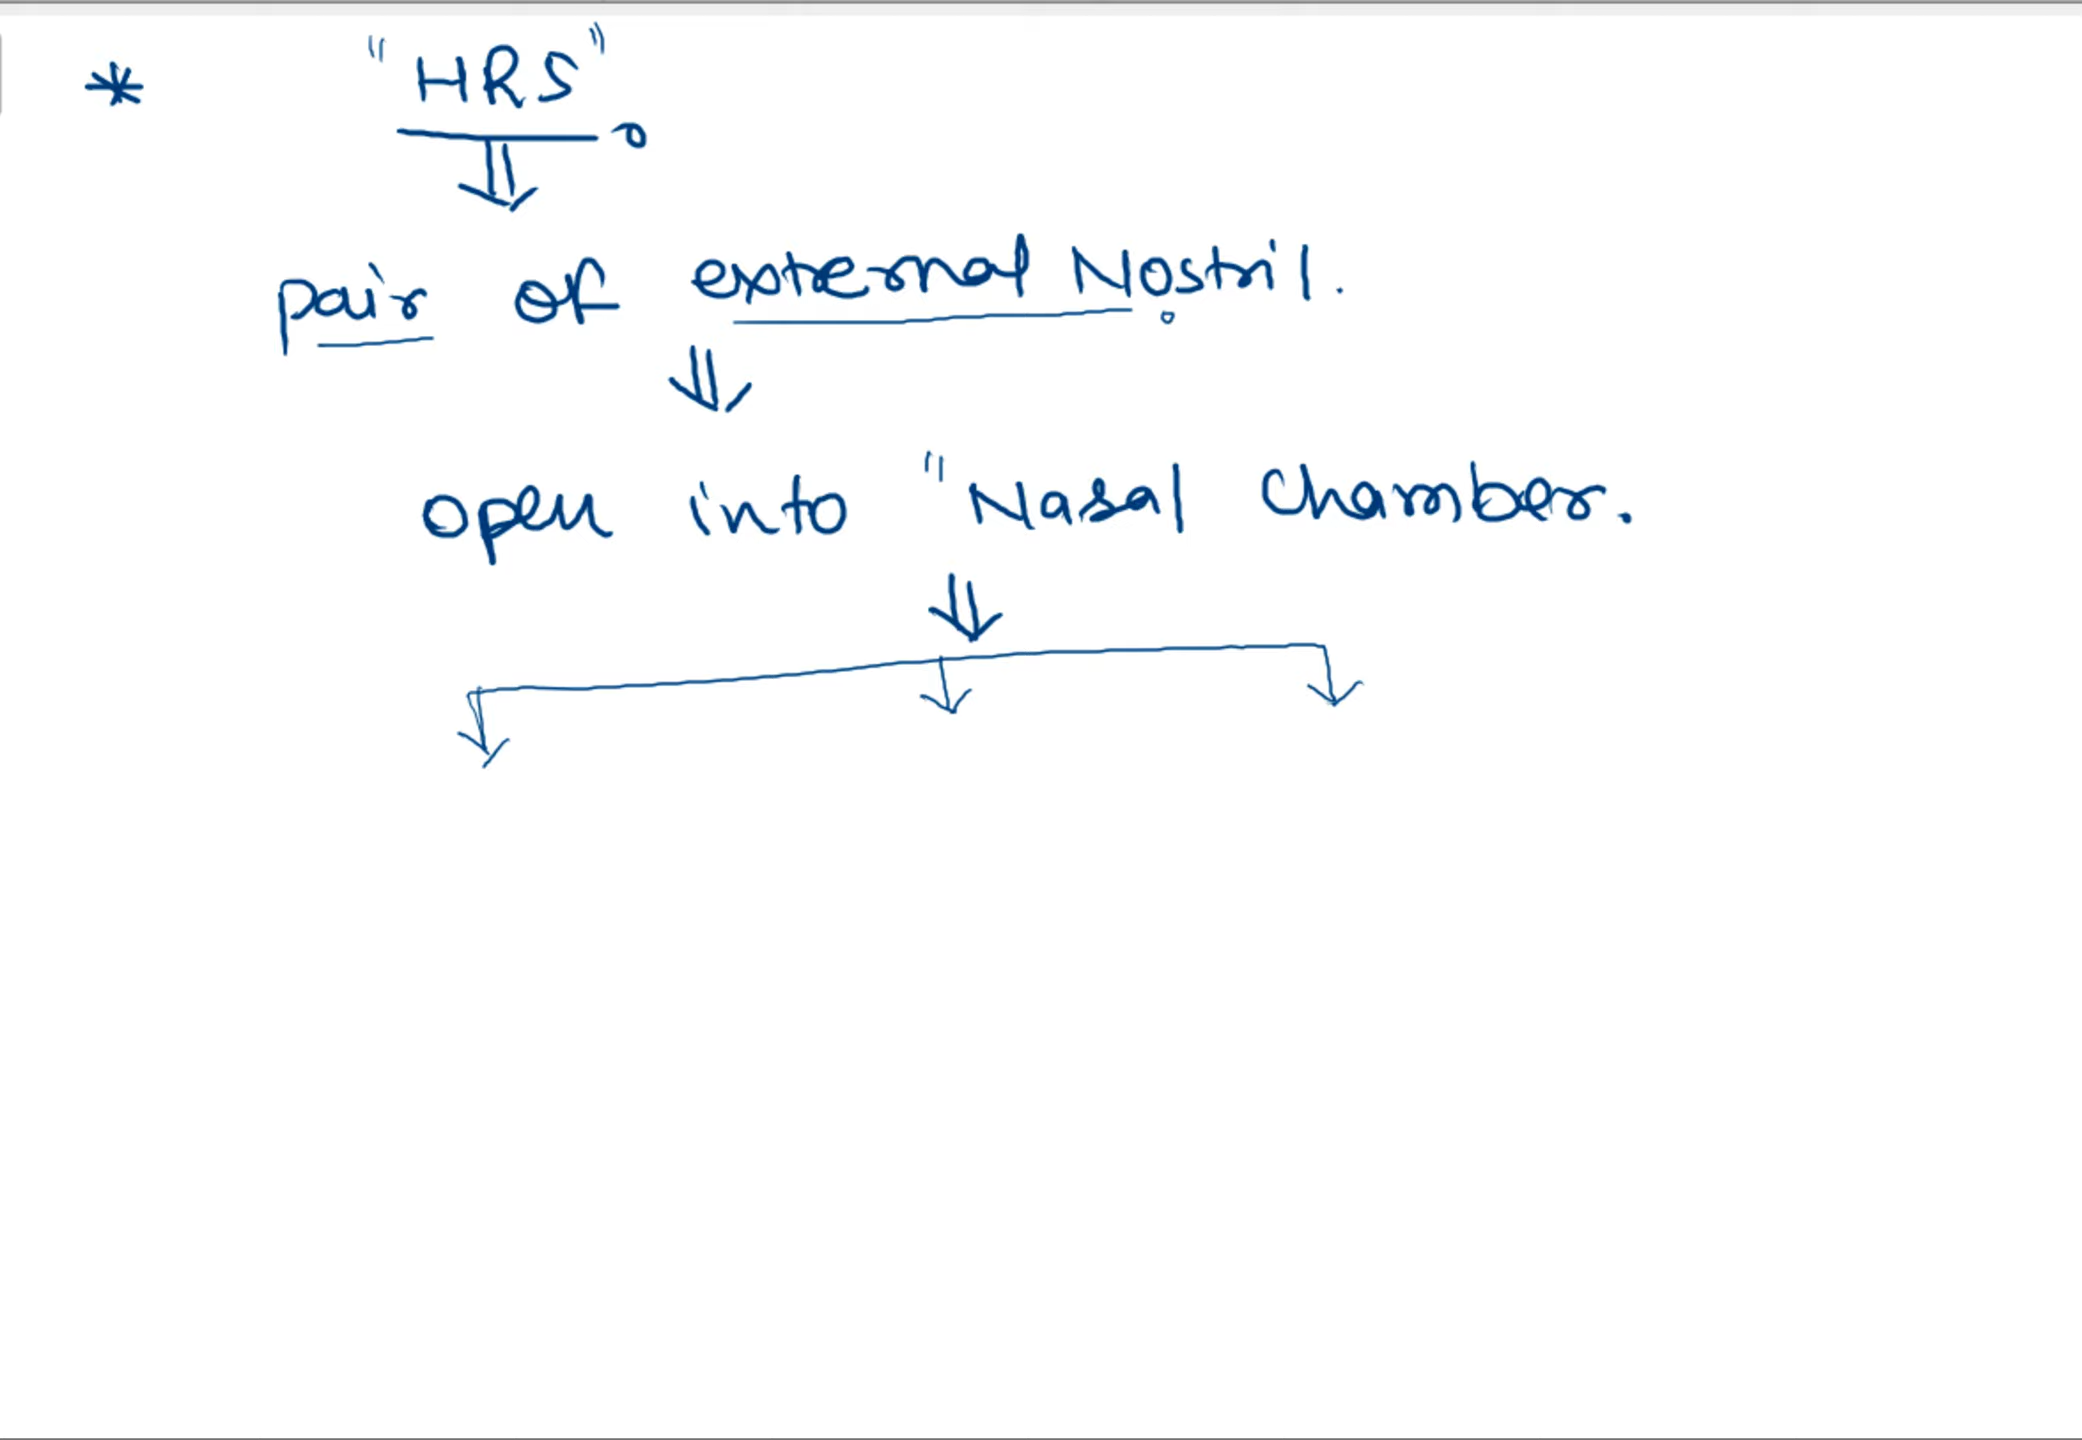 * "HRS"
pair of external Nostril.
open into "Nasal chamber.